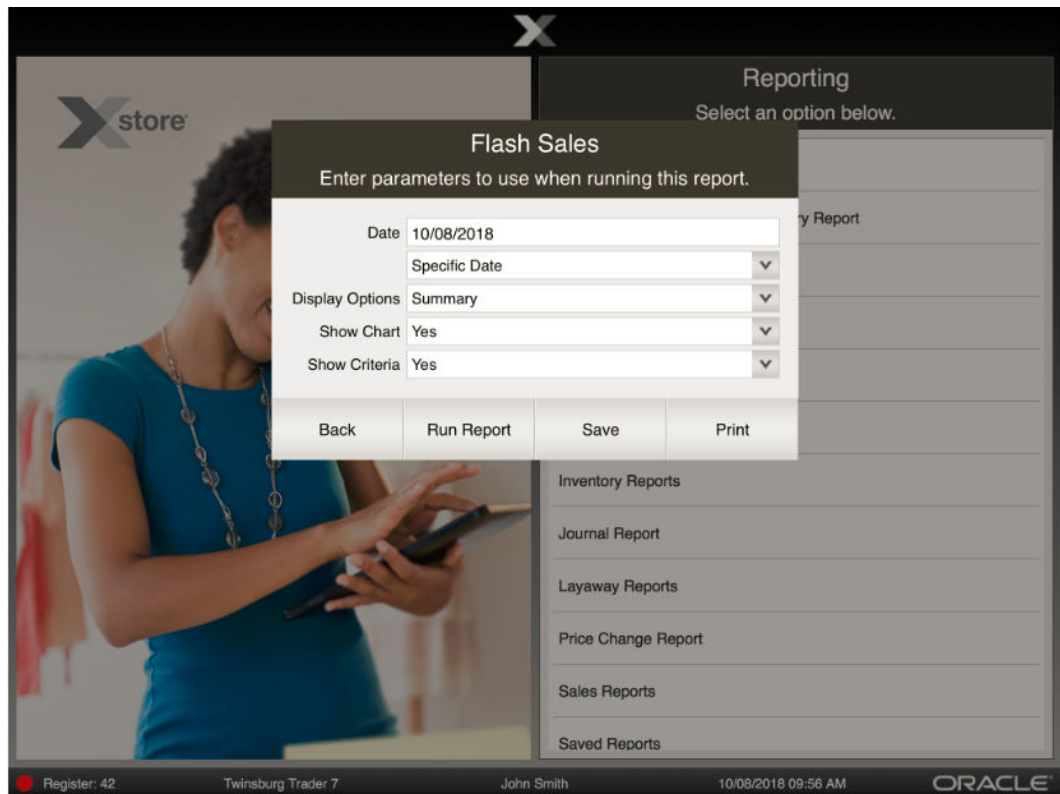 X
Xstore
Reporting
Select an option below.
Flash Sales
Enter parameters to use when running this report.
Date 10/08/2018
Specific Date
Display Options Summary
Show Chart Yes
Show Criteria Yes
Back Run Report Save Print
y Report
Inventory Reports
Journal Report
Layaway Reports
Price Change Report
Sales Reports
Saved Reports
Register: 42 Twinsburg Trader 7 John Smith 10/08/2018 09:56 AM ORACLE